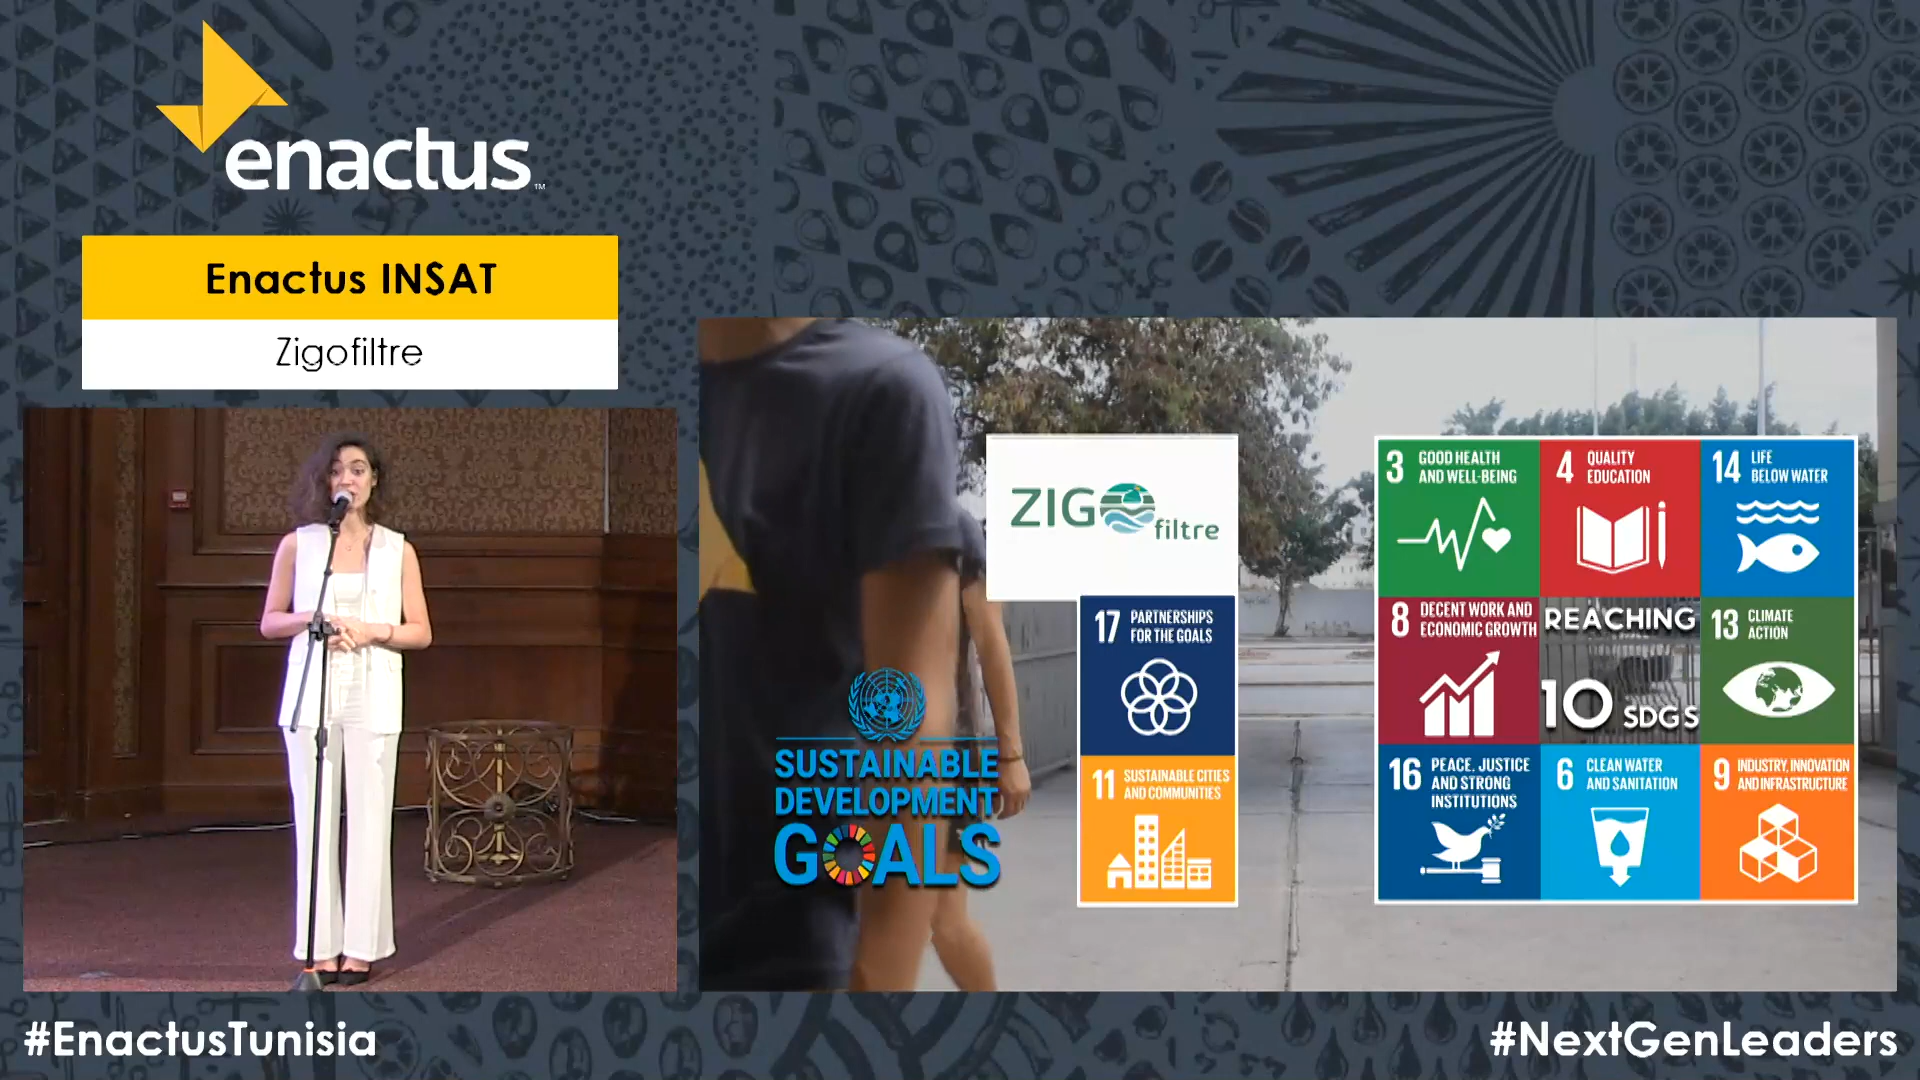 enactus™
Enactus INSAT
Zigofiltre
ZIGO
filtre
17 PARTNERSHIPS
FOR THE GOALS
11 SUSTAINABLE CITIES
AND COMMUNITIES
SUSTAINABLE
DEVELOPMENT
GOALS
3 GOOD HEALTH
AND WELL-BEING
4 QUALITY
EDUCATION
14 LIFE
BELOW WATER
8 DECENT WORK AND
ECONOMIC GROWTH
REACHING
10 SDGS
13 CLIMATE
ACTION
16 PEACE, JUSTICE
AND STRONG
INSTITUTIONS
6 CLEAN WATER
AND SANITATION
9 INDUSTRY, INNOVATION
AND INFRASTRUCTURE
#EnactusTunisia
#NextGenLeaders